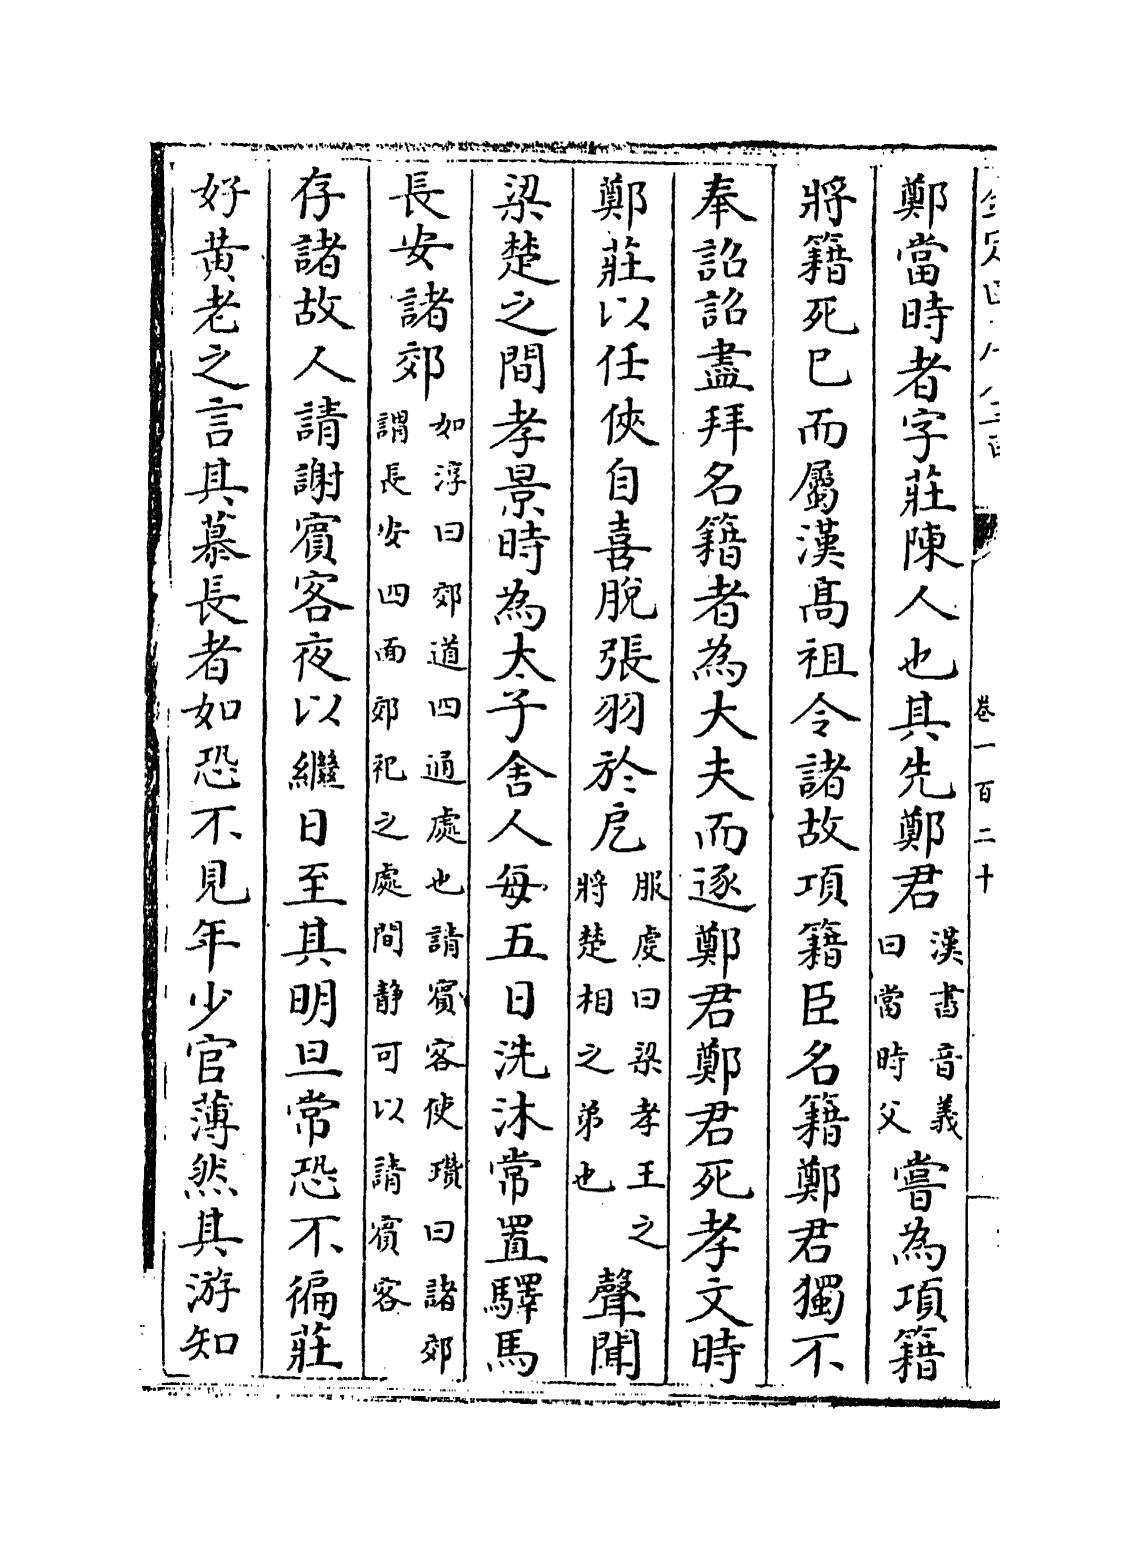 卷一百二十
鄭當時者字莊陳人也其先鄭君漢書音義曰當時父嘗為項籍
將籍死已而屬漢髙祖令諸故項籍臣名籍鄭君獨不
奉詔詔盡拜名籍者為大夫而逐鄭君鄭君死孝文時
鄭莊以任俠自喜脫張羽於戹服虔曰梁孝王之將楚相之弟也聲聞
梁楚之間孝景時為太子舍人每五日洗沐常置驛馬
長安諸郊如淳曰郊道四通處也請賓客使瓚曰諸郊謂長安四面郊祀之處間静可以請賓客
存諸故人請謝賓客夜以繼日至其明旦常恐不徧莊
好黄老之言其慕長者如恐不見年少官薄然其游知